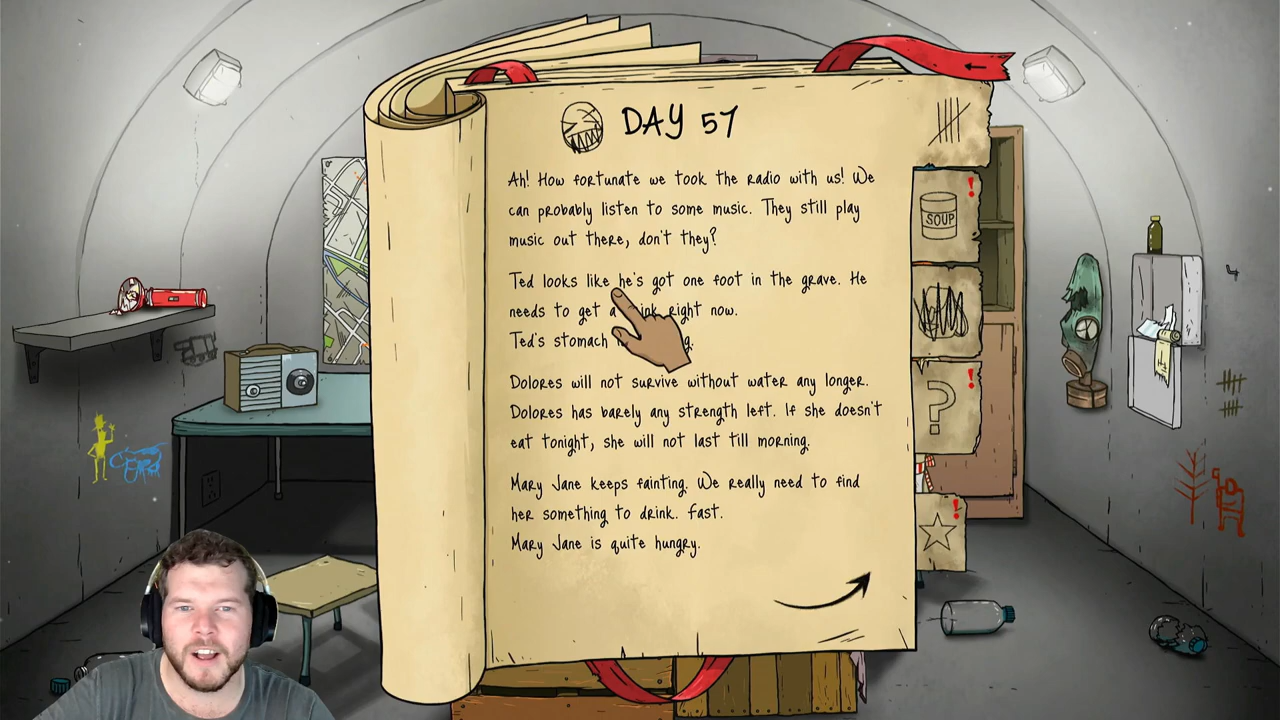 DAY 57
Ah! How fortunate we took the radio with us! We
can probably listen to some music. They still play
music out there, don't they?
Ted looks like he's got one foot in the grave. He
needs to get a right now.
Ted's stomach
Dolores will not survive without water any longer.
Dolores has barely any strength left. If she doesn't
eat tonight, she will not last till morning.
Mary Jane keeps fainting. We really need to find
her something to drink. Fast.
Mary Jane is quite hungry.
!
SOUP
!
?
!